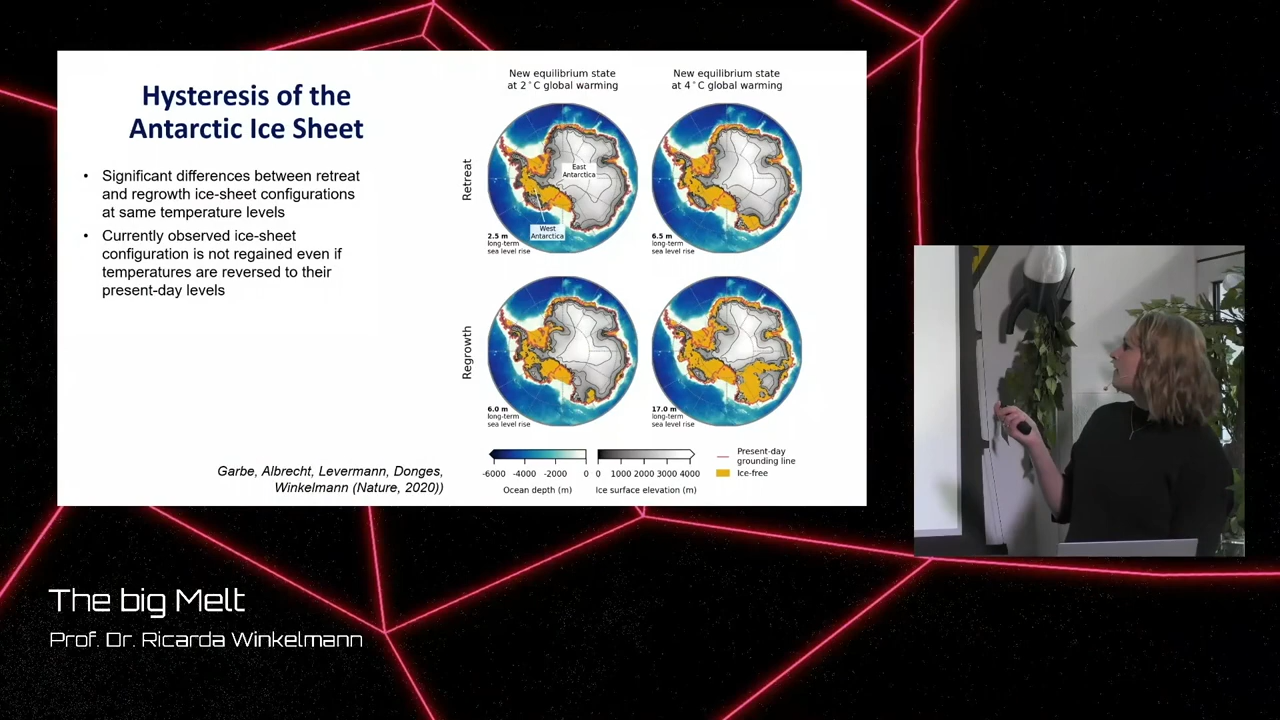 Hysteresis of the
Antarctic Ice Sheet
• Significant differences between retreat
and regrowth ice-sheet configurations
at same temperature levels
• Currently observed ice-sheet
configuration is not regained even if
temperatures are reversed to their
present-day levels
Garbe, Albrecht, Levermann, Donges,
Winkelmann (Nature, 2020))
New equilibrium state
at 2°C global warming
New equilibrium state
at 4°C global warming
Retreat
East
Antarctica
West
Antarctica
2.5 m
long-term
sea level rise
6.5 m
long-term
sea level rise
Regrowth
6.0 m
long-term
sea level rise
17.0 m
long-term
sea level rise
-6000 -4000 -2000 0
Ocean depth (m)
0 1000 2000 3000 4000
Ice surface elevation (m)
Present-day
grounding line
Ice-free
The big Melt
Prof. Dr. Ricarda Winkelmann